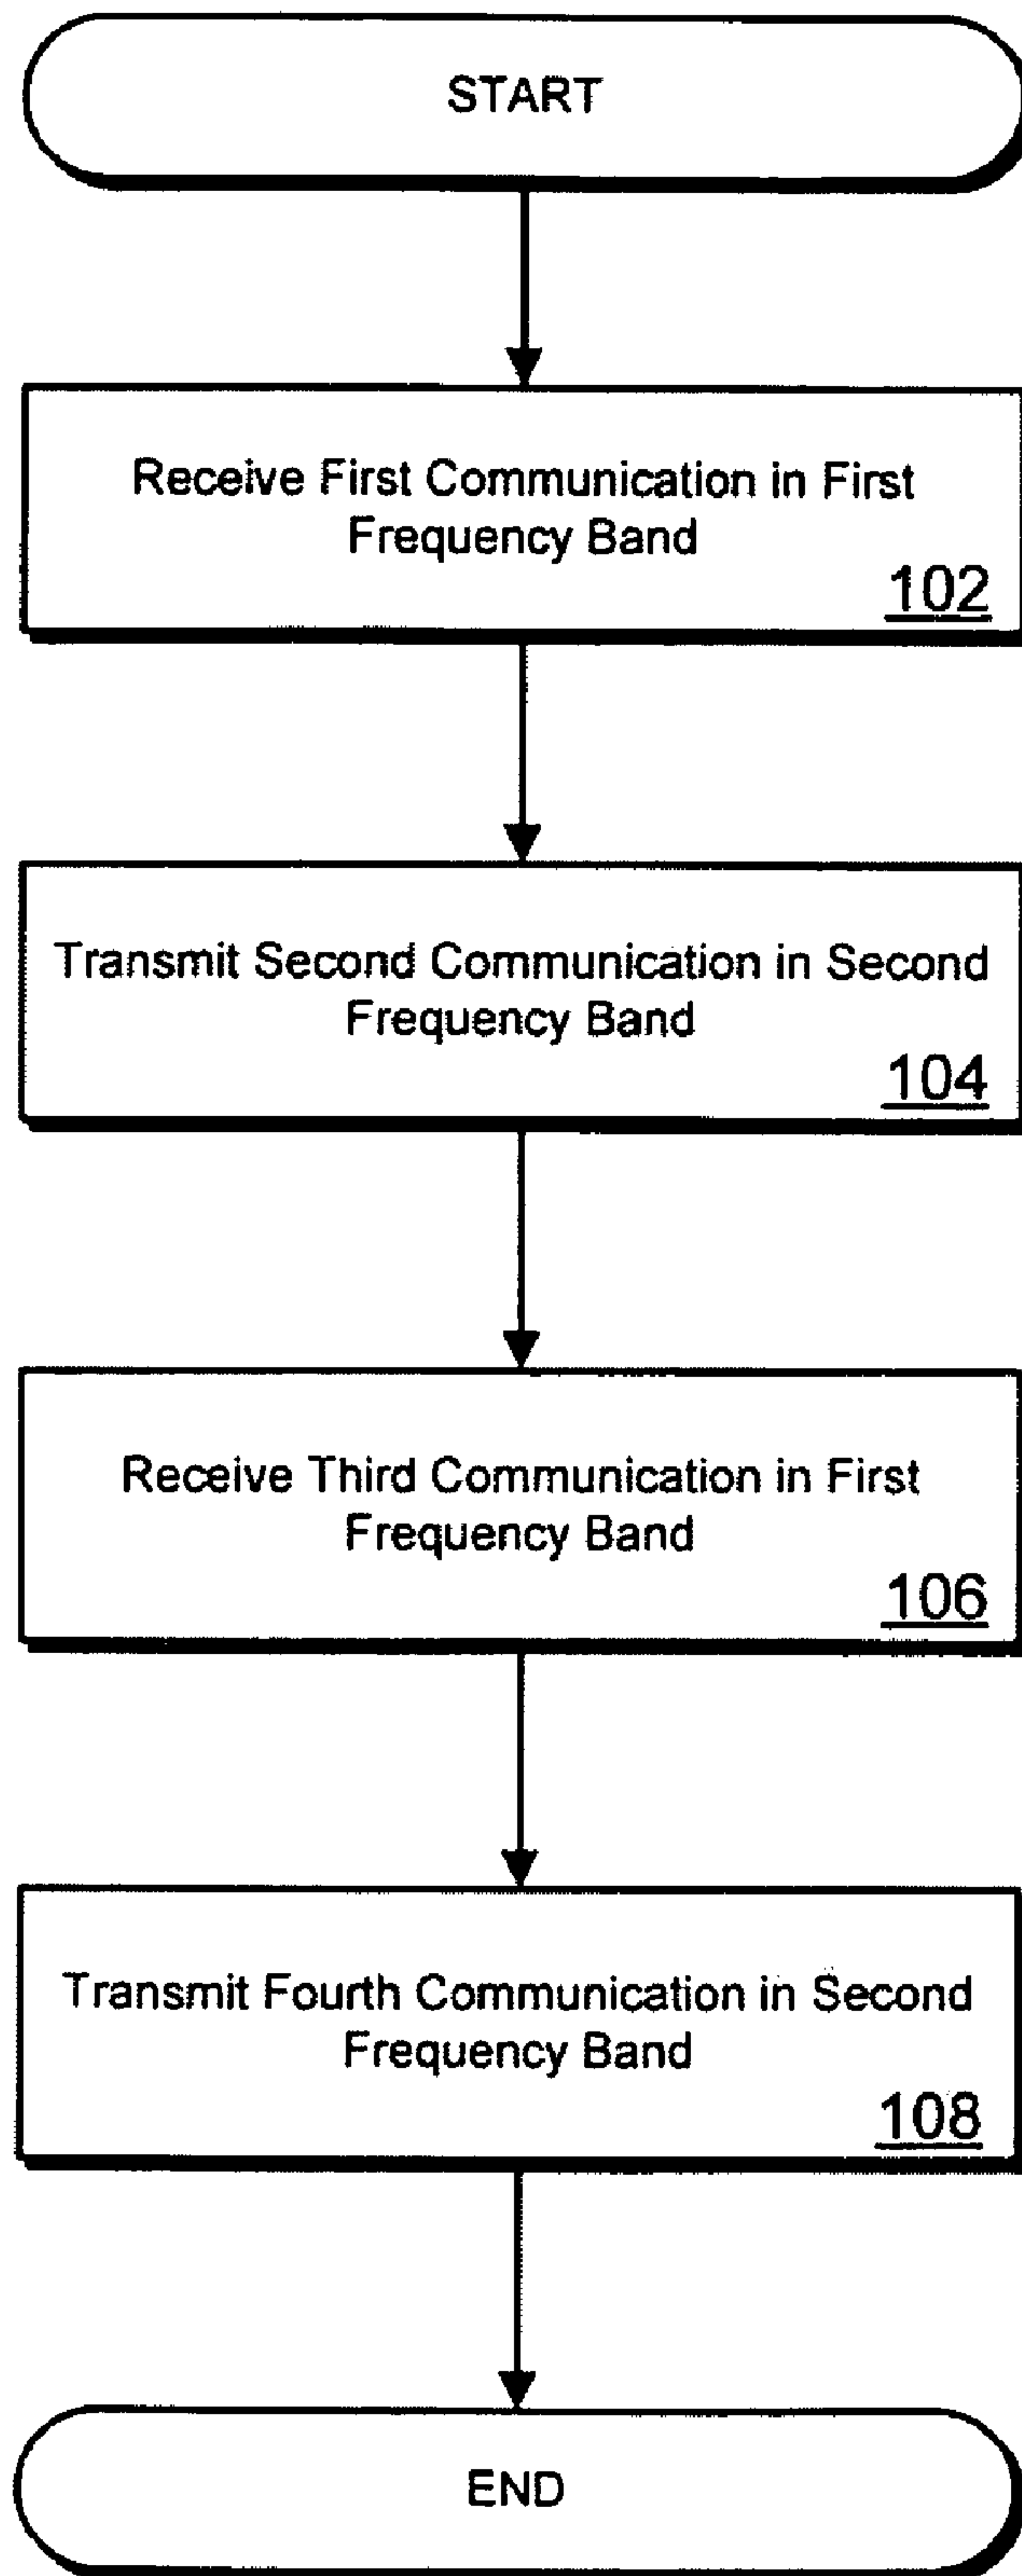 START
Receive First Communication in First
Frequency Band
102
Transmit Second Communication in Second
Frequency Band
104
Receive Third Communication in First
Frequency Band
106
Transmit Fourth Communication in Second
Frequency Band
108
END